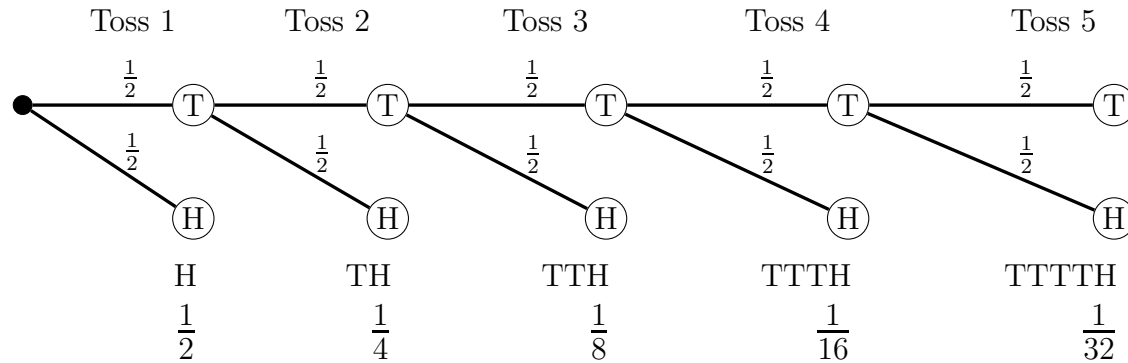 Toss 1 Toss 2 Toss 3 Toss 4 Toss 5
1/2 1/2 1/2 1/2 1/2
T T T T T
1/2 1/2 1/2 1/2 1/2
H H H H H
H TH TTH TTTH TTTTH
1/2 1/4 1/8 1/16 1/32